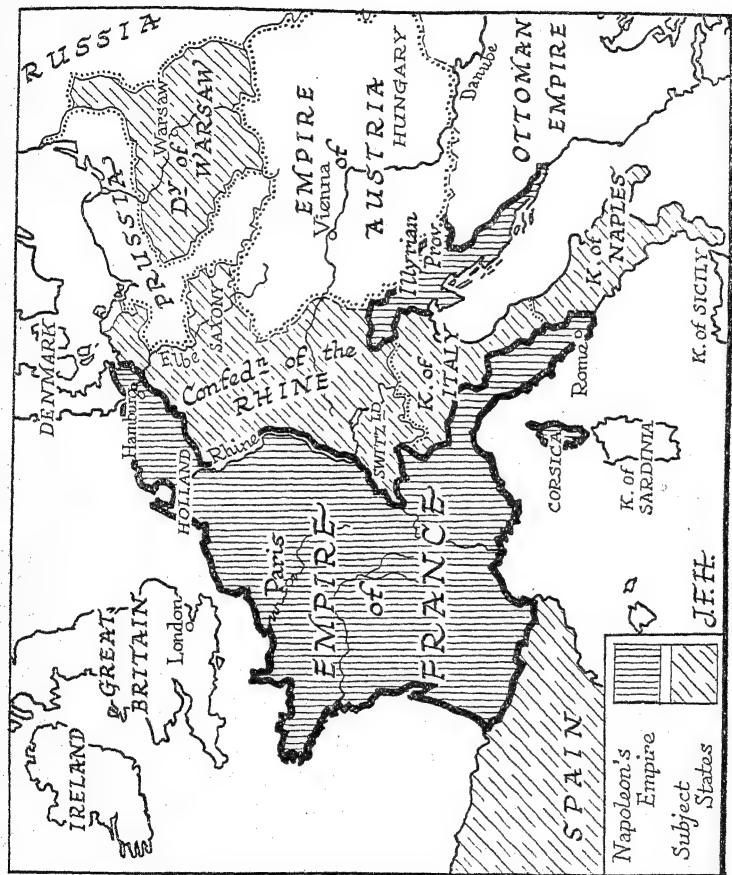 RUSSIA
DENMARK
PRUSSIA
Warsaw
Dy of
WARSAW
Hamburg
HOLLAND
Elbe
SAXONY
EMPIRE
of
AUSTRIA
Vienna
HUNGARY
Danube
OTTOMAN
EMPIRE
IRELAND
GREAT
BRITAIN
London
Rhine
Confedn of the
RHINE
SWITZLD
Illyrian
Prov.
K. of
ITALY
Paris
EMPIRE
of
FRANCE
K. of
NAPLES
Rome
CORSICA
K. of
SARDINIA
K. of SICILY
SPAIN
J.F.H.
Napoleon's
Empire
Subject
States